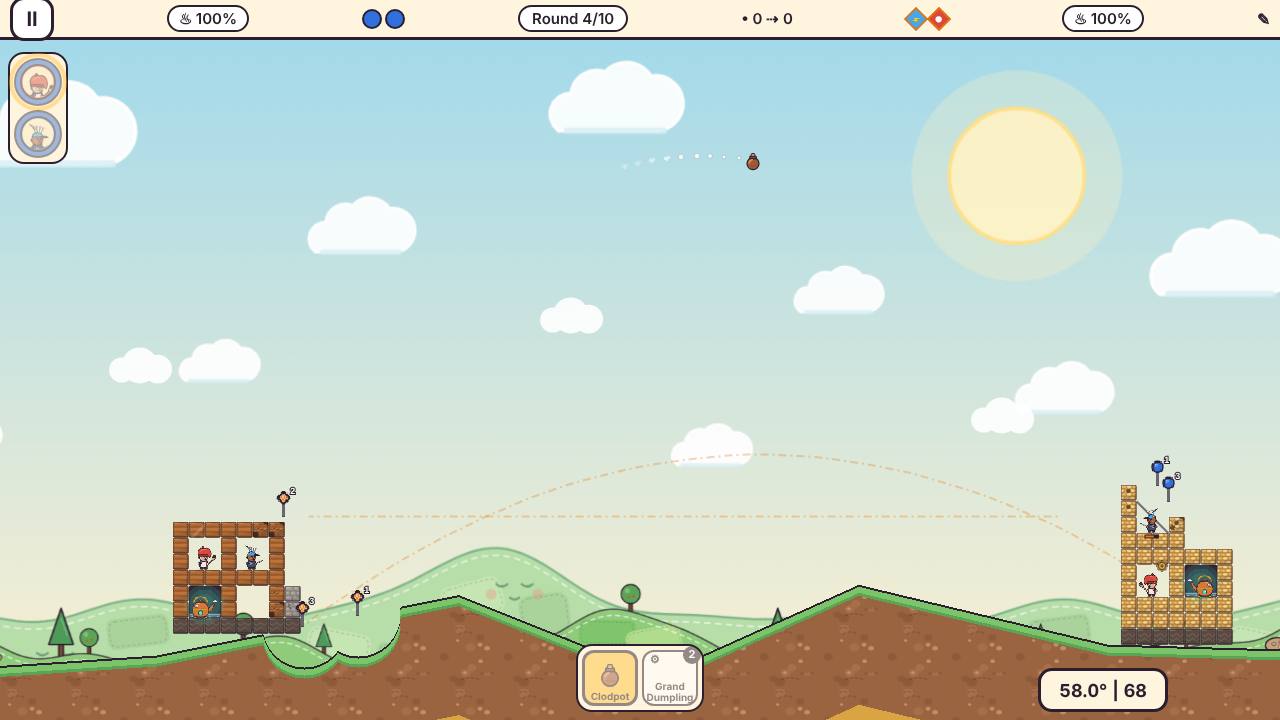 100%
Round 4/10
• 0 ⇢ 0
100%
1
3
2
1
3
2
Clodpot
Grand
Dumpling
58.0° | 68